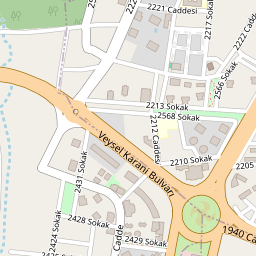 2221 Caddesi
2217 Sokak
2222 Cadde
2566 Sokak
2213 Sokak
2568 Sokak
2212 Caddesi
Veysel Karani Bulvarı
2210 Sokak
2205
2431 Sokak
2428 Sokak
2424 Sokak
2429 Sokak
Cadde
1940 Ca